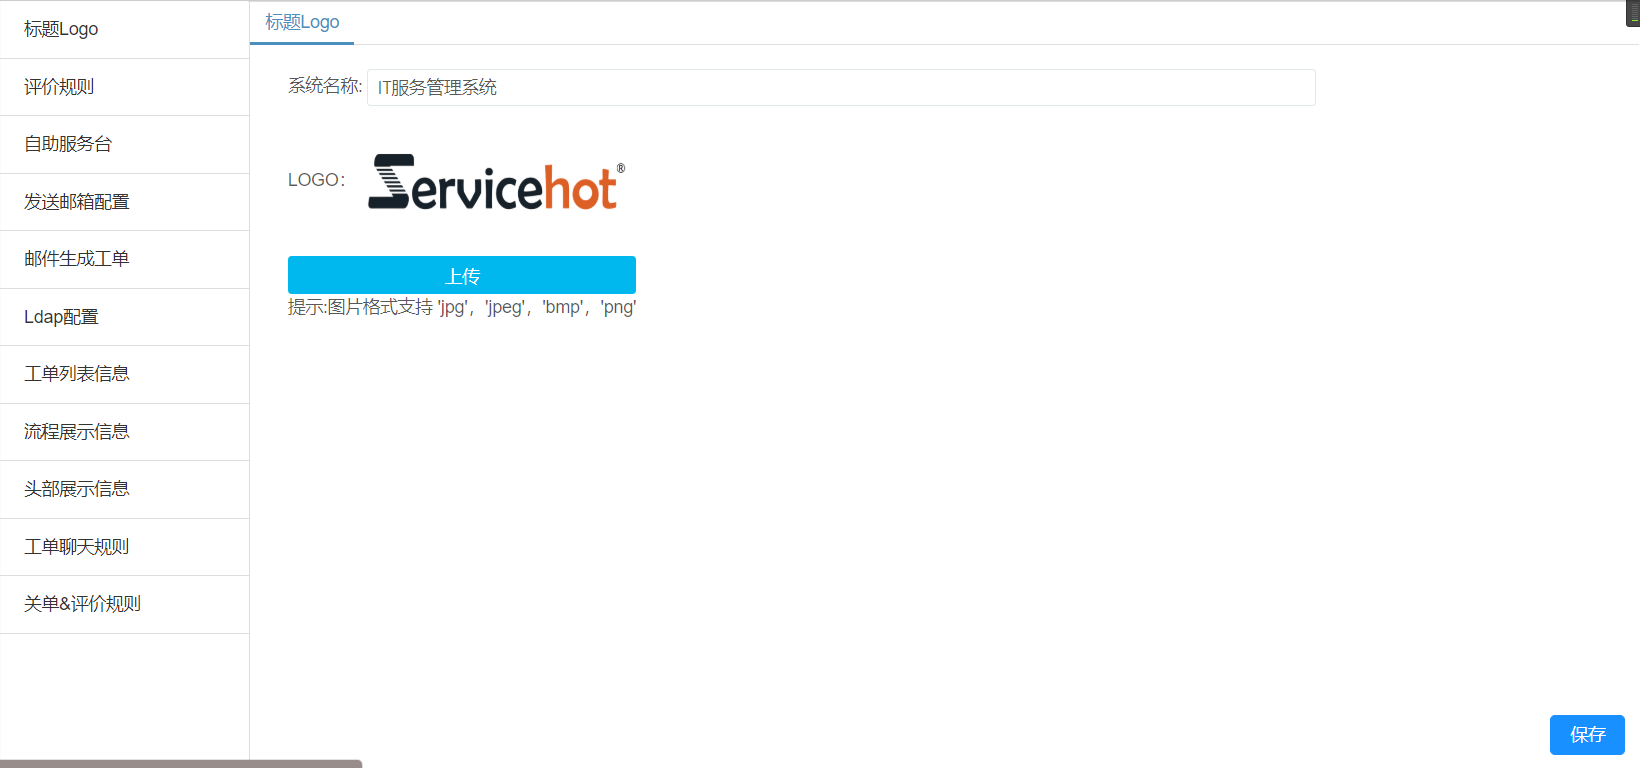 标题Logo
评价规则
自助服务台
发送邮箱配置
邮件生成工单
Ldap配置
工单列表信息
流程展示信息
头部展示信息
工单聊天规则
关单&评价规则
标题Logo
系统名称: IT服务管理系统
LOGO： Servicehot®
上传
提示:图片格式支持 'jpg'，'jpeg'，'bmp'，'png'
保存